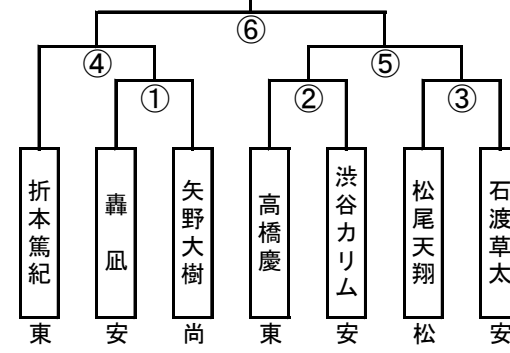 ⑥
④
⑤
①
②
③
折本篤紀
轟凪
矢野大樹
高橋慶
渋谷カリム
松尾天翔
石渡草太
東
安
尚
東
安
松
安